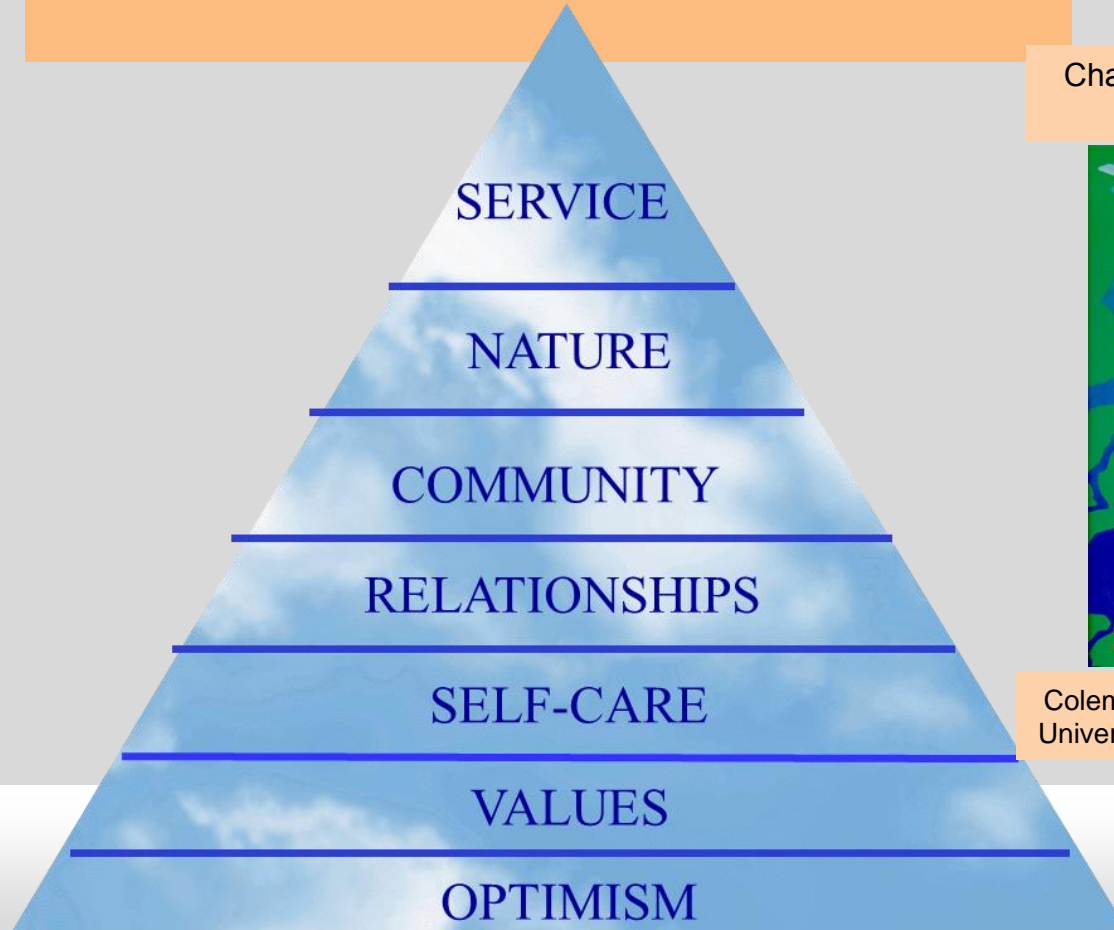 SERVICE
NATURE
COMMUNITY
RELATIONSHIPS
SELF-CARE
VALUES
OPTIMISM